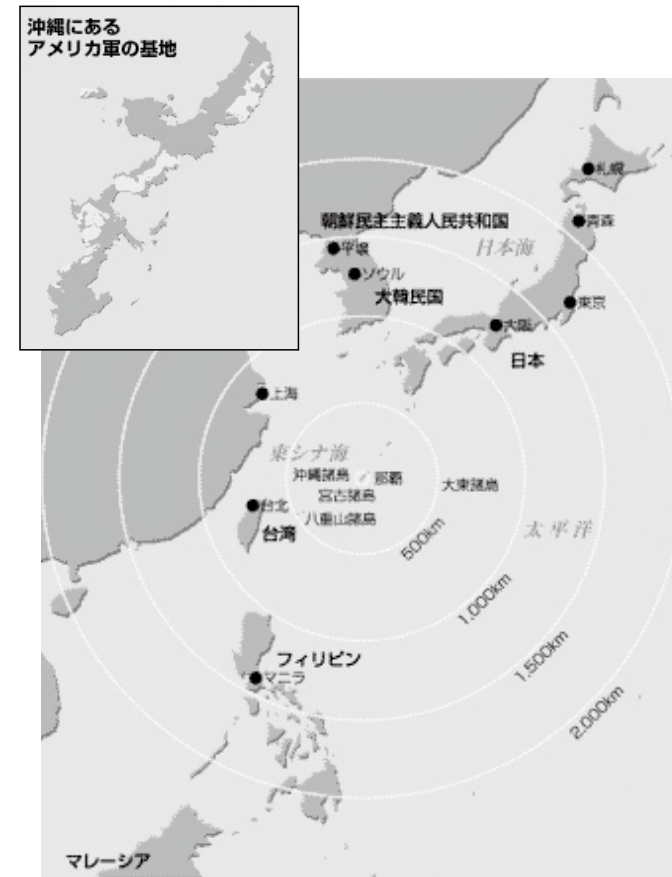 沖縄にある
アメリカ軍の基地
札幌
青森
朝鮮民主主義人民共和国
日本海
平壌
ソウル
大韓民国
東京
大阪
日本
上海
東シナ海
沖縄諸島
那覇
宮古諸島
大東諸島
台北
八重山諸島
台湾
太平洋
500km
1,000km
1,500km
2,000km
フィリピン
マニラ
マレーシア